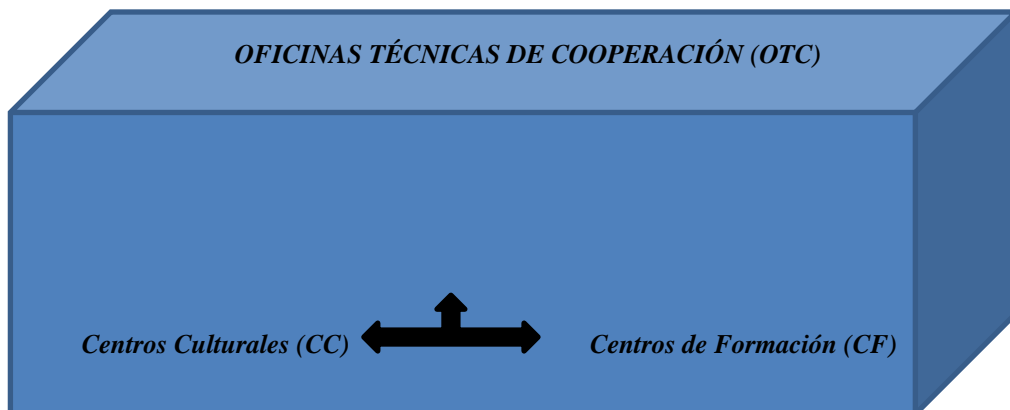 OFICINAS TÉCNICAS DE COOPERACIÓN (OTC)
Centros Culturales (CC)
Centros de Formación (CF)